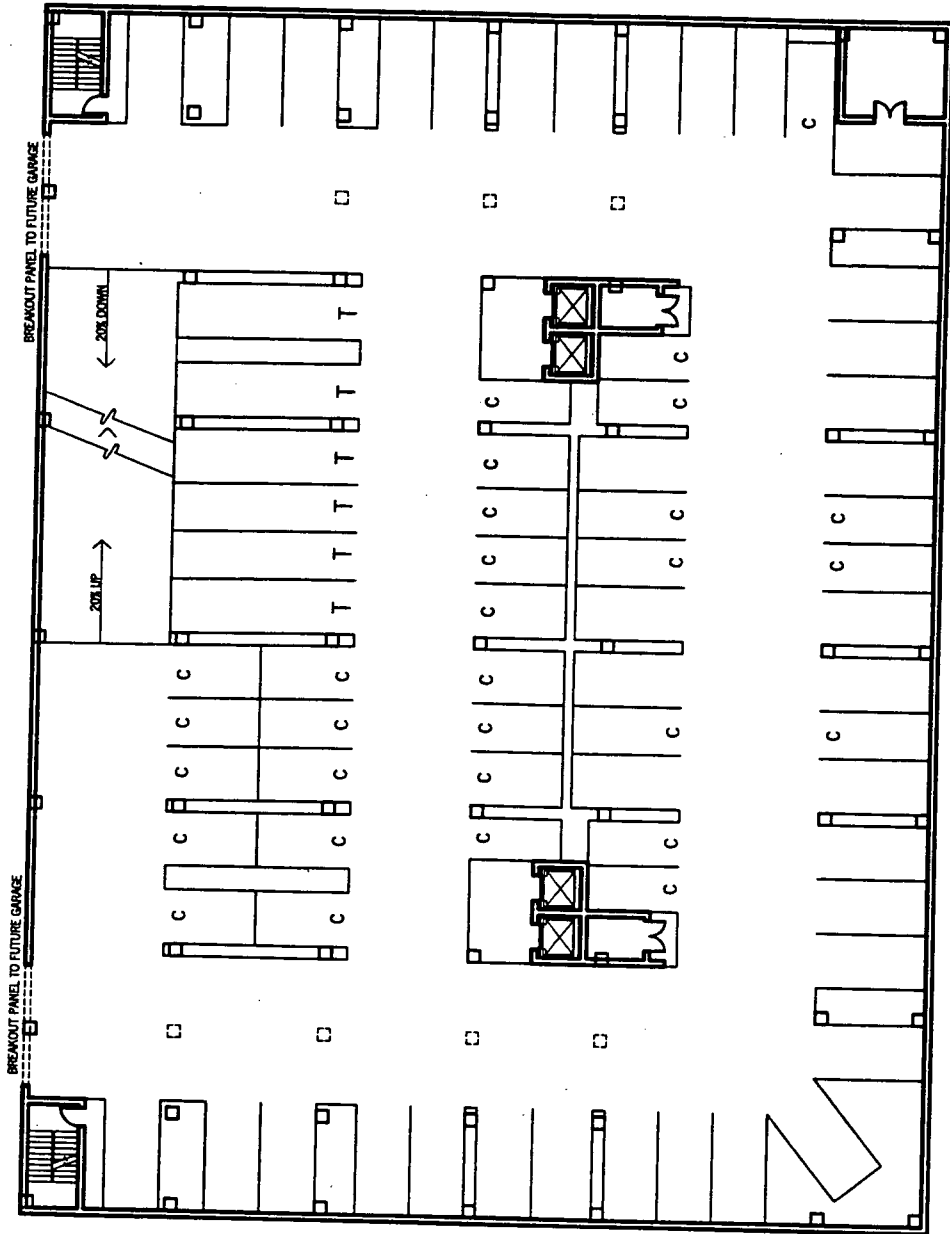 BREAKOUT PANEL TO FUTURE GARAGE
BREAKOUT PANEL TO FUTURE GARAGE
20% UP
20% DOWN
C C C C C
C C C C C T T T T T T
C C C C C C C C C
C C C C C C C
C C C C